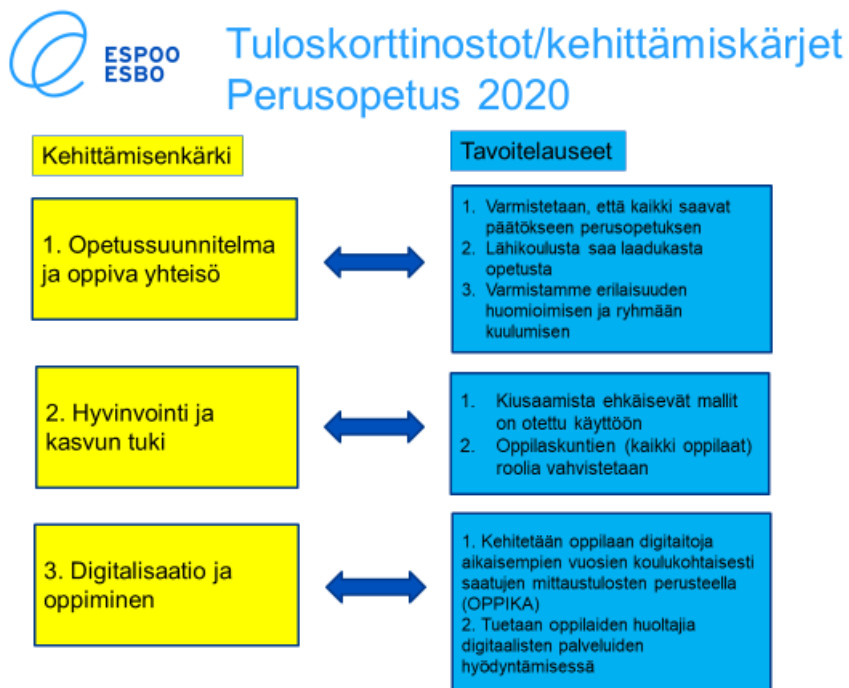 ESPOO
ESBO
Tuloskorttinostot/kehittämiskärjet
Perusopetus 2020
Kehittämisenkärki
Tavoitelauseet
1. Opetussuunnitelma
ja oppiva yhteisö
1. Varmistetaan, että kaikki saavat
päätökseen perusopetuksen
2. Lähikoulusta saa laadukasta
opetusta
3. Varmistamme erilaisuuden
huomioimisen ja ryhmään
kuulumisen
2. Hyvinvointi ja
kasvun tuki
1. Kiusaamista ehkäisevät mallit
on otettu käyttöön
2. Oppilaskuntien (kaikki oppilaat)
roolia vahvistetaan
3. Digitalisaatio ja
oppiminen
1. Kehitetään oppilaan digitaitoja
aikaisempien vuosien koulukohtaisesti
saatujen mittaustulosten perusteella
(OPPIKA)
2. Tuetaan oppilaiden huoltajia
digitaalisten palveluiden
hyödyntämisessä